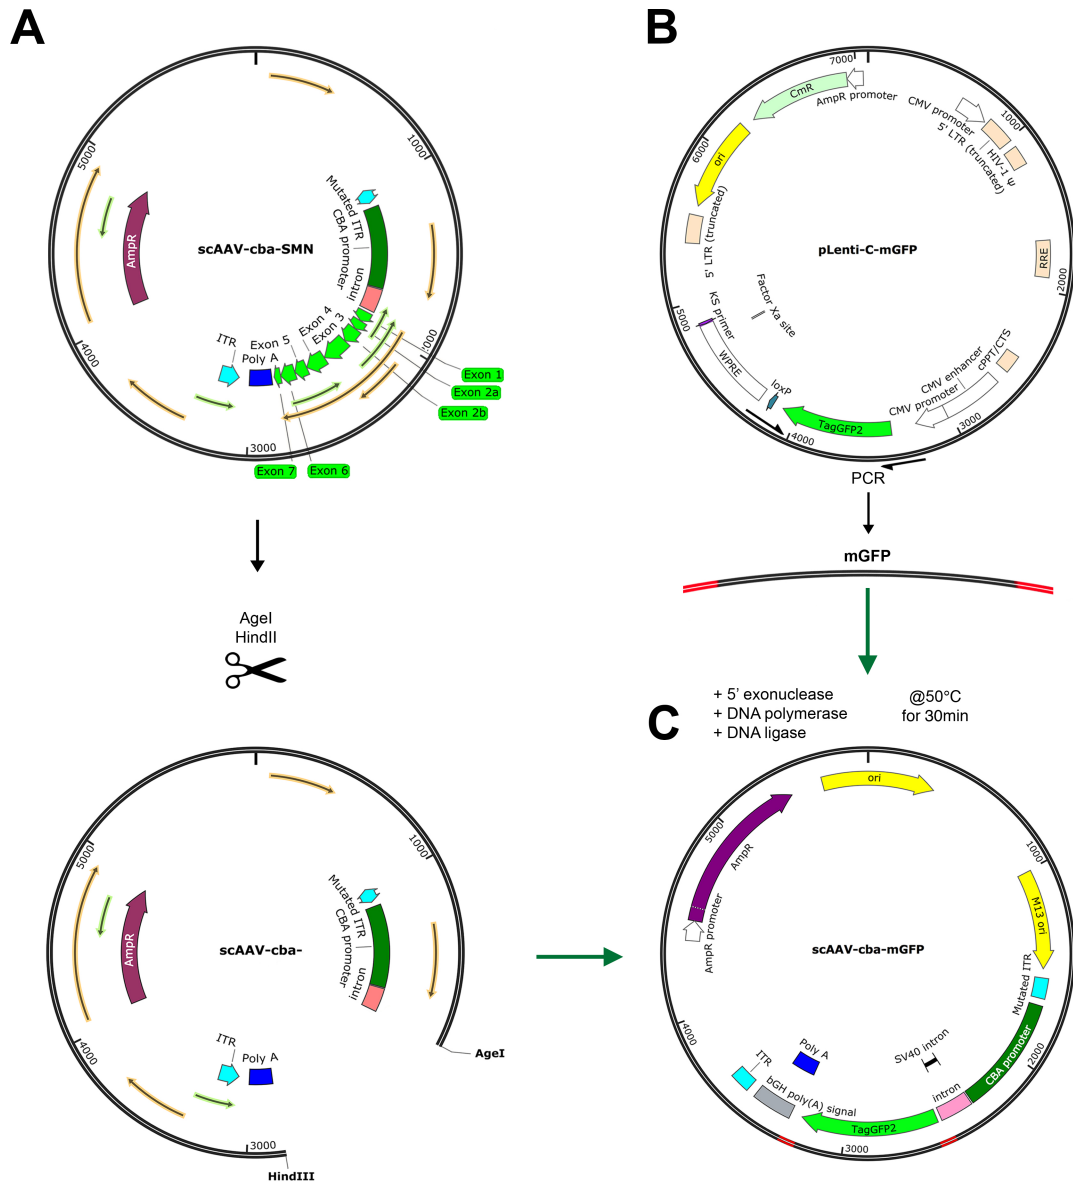 A
5000
1000
Mutated ITR
CBA promoter
scAAV-cba-SMN
AmpR
intron
Exon 4
Exon 3
Exon 5
ITR
Poly A
2000
4000
Exon 1
Exon 2a
Exon 2b
3000
Exon 7
Exon 6
AgeI
HindII
5000
1000
Mutated ITR
CBA promoter
scAAV-cba-
AmpR
intron
ITR
Poly A
4000
AgeI
3000
HindIII
B
7000
CmR
AmpR promoter
CMV promoter
1000
5' LTR (truncated)
HIV-1 Ψ
6000
ori
5' LTR (truncated)
pLenti-C-mGFP
RRE
2000
KS primer
Factor Xa site
5000
WPRE
loxP
cPPT/CTS
CMV enhancer
CMV promoter
TagGFP2
3000
4000
PCR
mGFP
+ 5’ exonuclease
+ DNA polymerase
+ DNA ligase
@50°C
for 30min
C
ori
5000
AmpR
1000
M13 ori
AmpR promoter
scAAV-cba-mGFP
Mutated ITR
4000
Poly A
SV40 intron
CBA promoter
2000
ITR
bGH poly(A) signal
intron
TagGFP2
3000